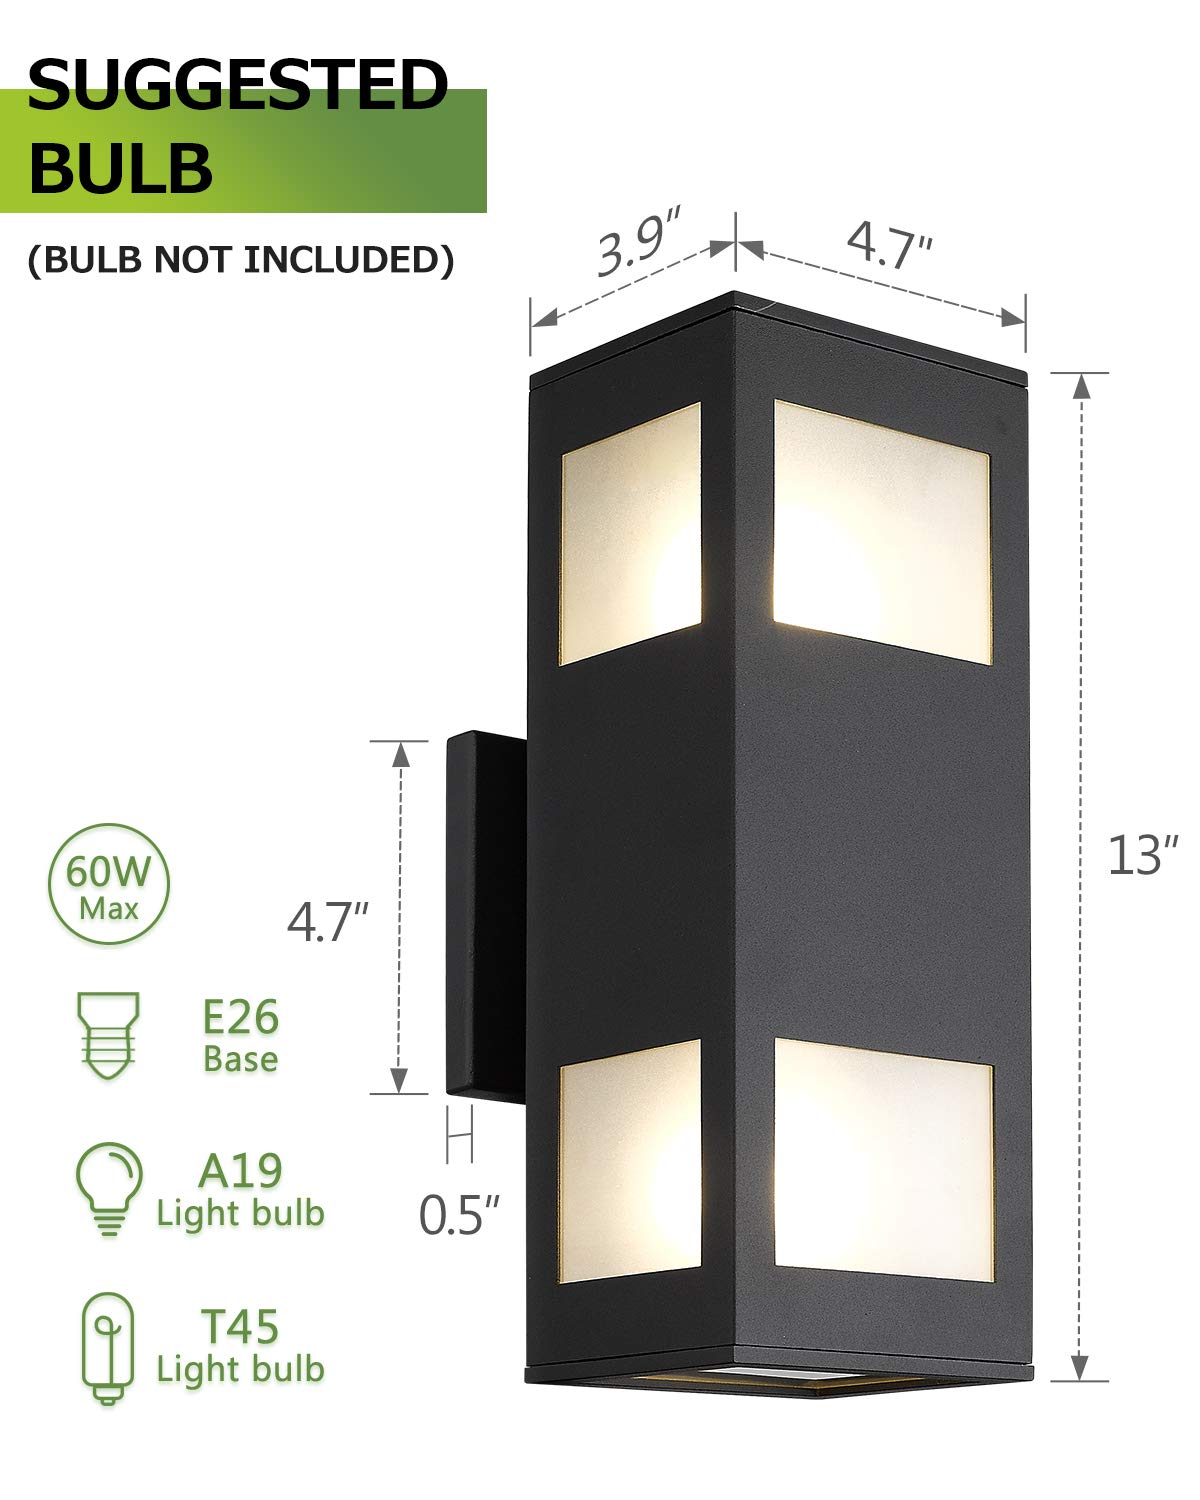 SUGGESTED
BULB
(BULB NOT INCLUDED)
3.9"
4.7"
13"
4.7"
0.5"
60W
Max
E26
Base
A19
Light bulb
T45
Light bulb